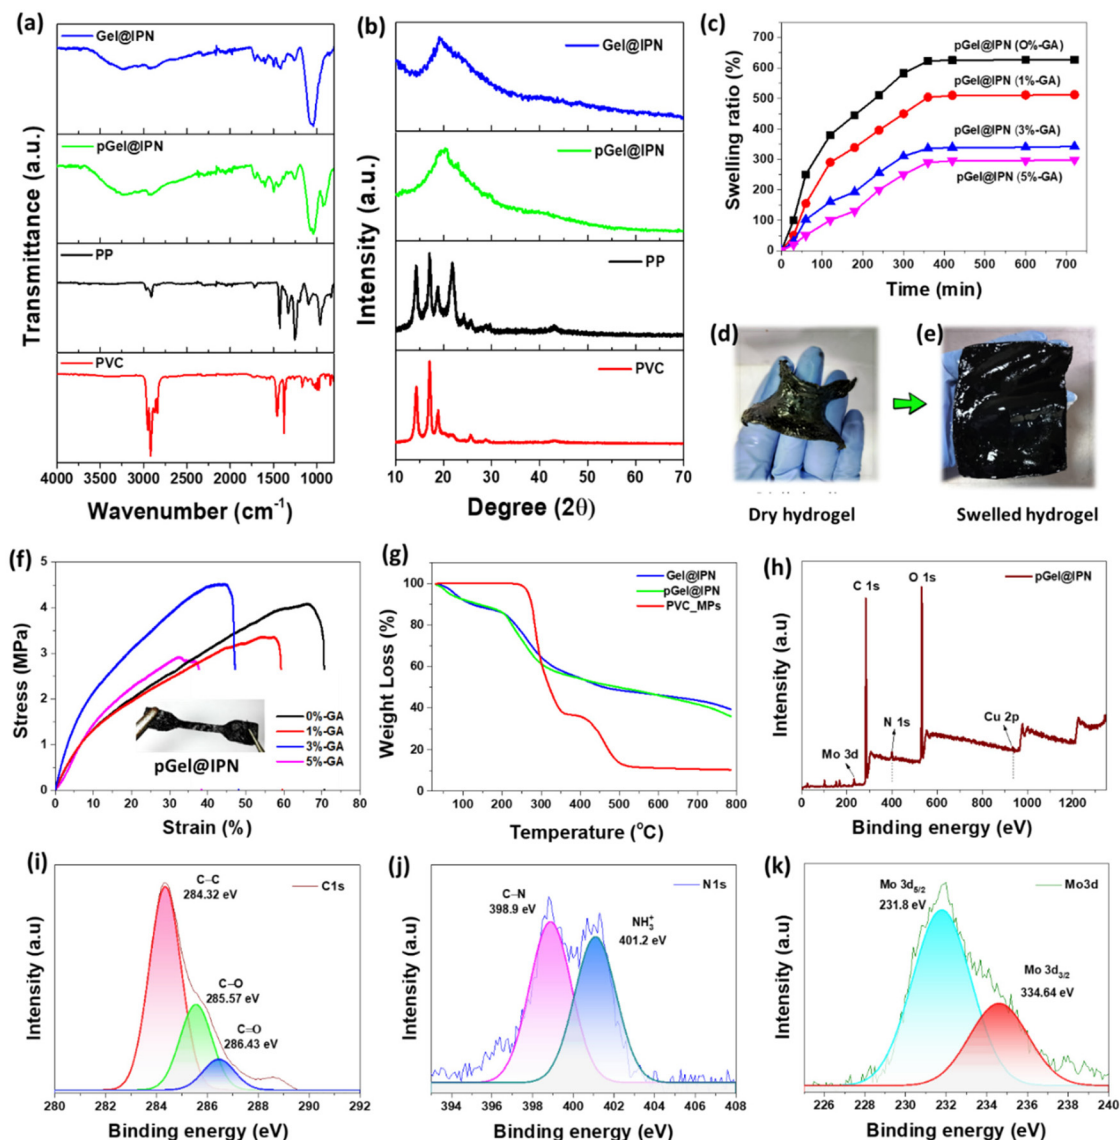 (a)
Gel@IPN
pGel@IPN
PP
PVC
Transmittance (a.u.)
4000 3500 3000 2500 2000 1500 1000
Wavenumber (cm⁻¹)
(b)
Gel@IPN
pGel@IPN
PP
PVC
Intensity (a.u.)
10 20 30 40 50 60 70
Degree (2θ)
(c)
pGel@IPN (0%-GA)
pGel@IPN (1%-GA)
pGel@IPN (3%-GA)
pGel@IPN (5%-GA)
Swelling ratio (%)
700
600
500
400
300
200
100
0
0 100 200 300 400 500 600 700
Time (min)
(d)
Dry hydrogel
(e)
Swelled hydrogel
(f)
Stress (MPa)
5
4
3
2
1
0
0%-GA
1%-GA
3%-GA
5%-GA
pGel@IPN
0 10 20 30 40 50 60 70 80
Strain (%)
(g)
Gel@IPN
pGel@IPN
PVC_MPs
Weight Loss (%)
100
80
60
40
20
0
0 100 200 300 400 500 600 700 800
Temperature (°C)
(h)
pGel@IPN
C 1s
O 1s
N 1s
Mo 3d
Cu 2p
Intensity (a.u)
0 200 400 600 800 1000 1200
Binding energy (eV)
(i)
C1s
C–C
284.32 eV
C–O
285.57 eV
C=O
286.43 eV
Intensity (a.u)
280 282 284 286 288 290 292
Binding energy (eV)
(j)
N1s
C–N
398.9 eV
NH₃⁺
401.2 eV
Intensity (a.u)
394 396 398 400 402 404 406 408
Binding energy (eV)
(k)
Mo3d
Mo 3d₅/₂
231.8 eV
Mo 3d₃/₂
334.64 eV
Intensity (a.u)
226 228 230 232 234 236 238 240
Binding energy (eV)